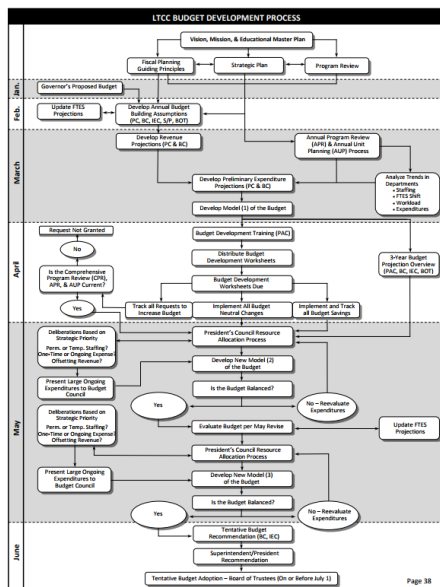 LTCC BUDGET DEVELOPMENT PROCESS
Vision, Mission, & Educational Master Plan
Fiscal Planning
Guiding Principles
Strategic Plan
Program Review
Jan.
Governor's Proposed Budget
Feb.
Update FTES
Projections
Develop Annual Budget
Building Assumptions
(PC, BC, IEC, S/P, BOT)
March
Develop Revenue
Projections (PC & BC)
Annual Program Review
(APR) & Annual Unit
Planning (AUP) Process
Develop Preliminary Expenditure
Projections (PC & BC)
Analyze Trends in
Departments
- Staffing
- FTES Shift
- Workload
- Expenditures
Develop Model (1) of the Budget
April
Request Not Granted
Budget Development Training (PAC)
No
Distribute Budget
Development Worksheets
3-Year Budget
Projection Overview
(PAC, BC, IEC, BOT)
Is the Comprehensive
Program Review (CPR),
APR, & AUP Current?
Budget Development
Worksheets Due
Yes
Track all Requests to
Increase Budget
Implement All Budget
Neutral Changes
Implement and Track
all Budget Savings
May
Deliberations Based on
Strategic Priority
Perm. or Temp. Staffing?
One-Time or Ongoing Expense?
Offsetting Revenue?
President's Council Resource
Allocation Process
Develop New Model (2)
of the Budget
Present Large Ongoing
Expenditures to Budget
Council
Is the Budget Balanced?
Yes
No – Reevaluate
Expenditures
Deliberations Based on
Strategic Priority
Perm. or Temp. Staffing?
One-Time or Ongoing Expense?
Offsetting Revenue?
Evaluate Budget per May Revise
Update FTES
Projections
President's Council Resource
Allocation Process
Present Large Ongoing
Expenditures to Budget
Council
Develop New Model (3)
of the Budget
Is the Budget Balanced?
Yes
No – Reevaluate
Expenditures
June
Tentative Budget
Recommendation (BC, IEC)
Superintendent/President
Recommendation
Tentative Budget Adoption – Board of Trustees (On or Before July 1)
Page 38